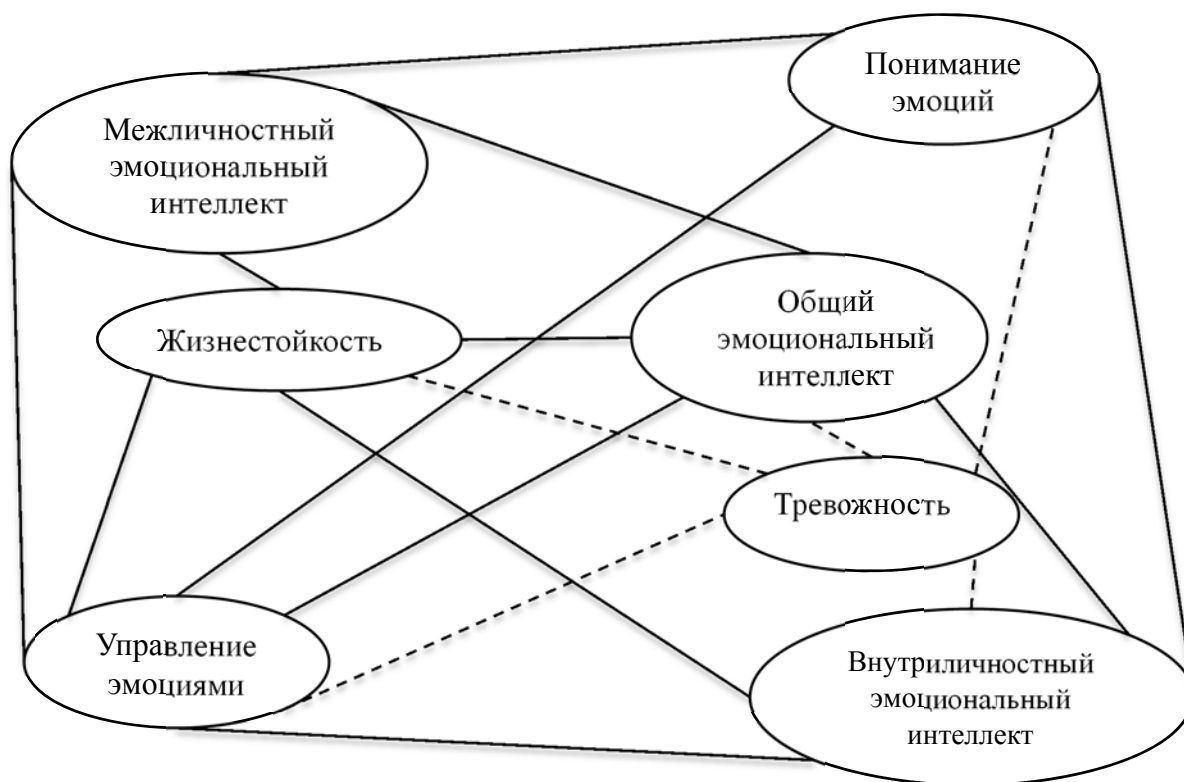 Понимание
эмоций
Межличностный
эмоциональный
интеллект
Общий
эмоциональный
интеллект
Жизнестойкость
Тревожность
Управление
эмоциями
Внутриличностный
эмоциональный
интеллект